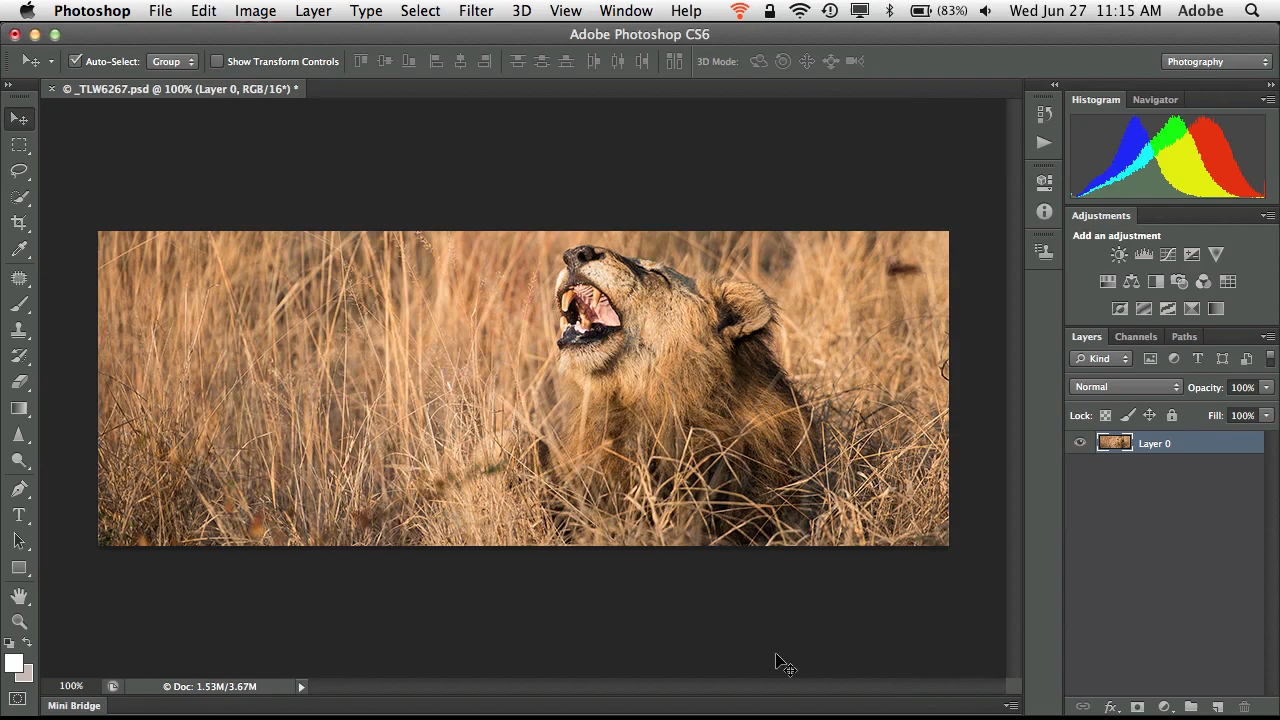 Photoshop File Edit Image Layer Type Select Filter 3D View Window Help (83%) Wed Jun 27 11:15 AM Adobe
Adobe Photoshop CS6
Auto-Select: Group Show Transform Controls 3D Mode: Photography
© _TLW6267.psd @ 100% (Layer 0, RGB/16*) *
Histogram Navigator
Adjustments
Add an adjustment
Layers Channels Paths
Kind
Normal Opacity: 100%
Lock: Fill: 100%
Layer 0
100% © Doc: 1.53M/3.67M
Mini Bridge